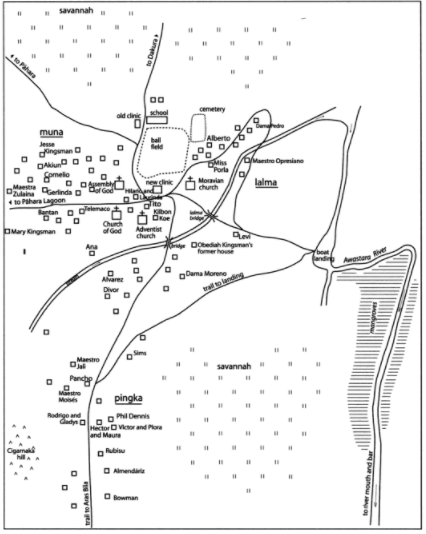 savannah
to Pahara
to Dakura
old clinic
school
cemetery
ball
field
Dama Pedro
Alberto
muna
Jesse
Kingsman
Akiun
Cornelio
Maestra
Zulaina
Gerlinda
Assembly
of God
new clinic
Moravian
church
Miss
Porla
Maestro Opresiano
lalma
to Páhara Lagoon
Hilario and
Tito
Bantan
Telemaco
Kilbon
Koe
lalma
bridge
Church
of God
Adventist
church
Mary Kingsman
Ana
bridge
Obediah Kingsman's
former house
Levi
boat
landing
Awastara River
Alvarez
Divor
Dama Moreno
trail to landing
mangroves
Sims
Maestro
Jali
savannah
Pancho
Maestro
Moisés
pingka
Rodrigo and
Gladys
Phil Dennis
Victor and Plora
Hector
and Maura
Cigarnaka
hill
Rubisu
Almendáriz
Bowman
trail to Aras Bila
to river mouth and bar